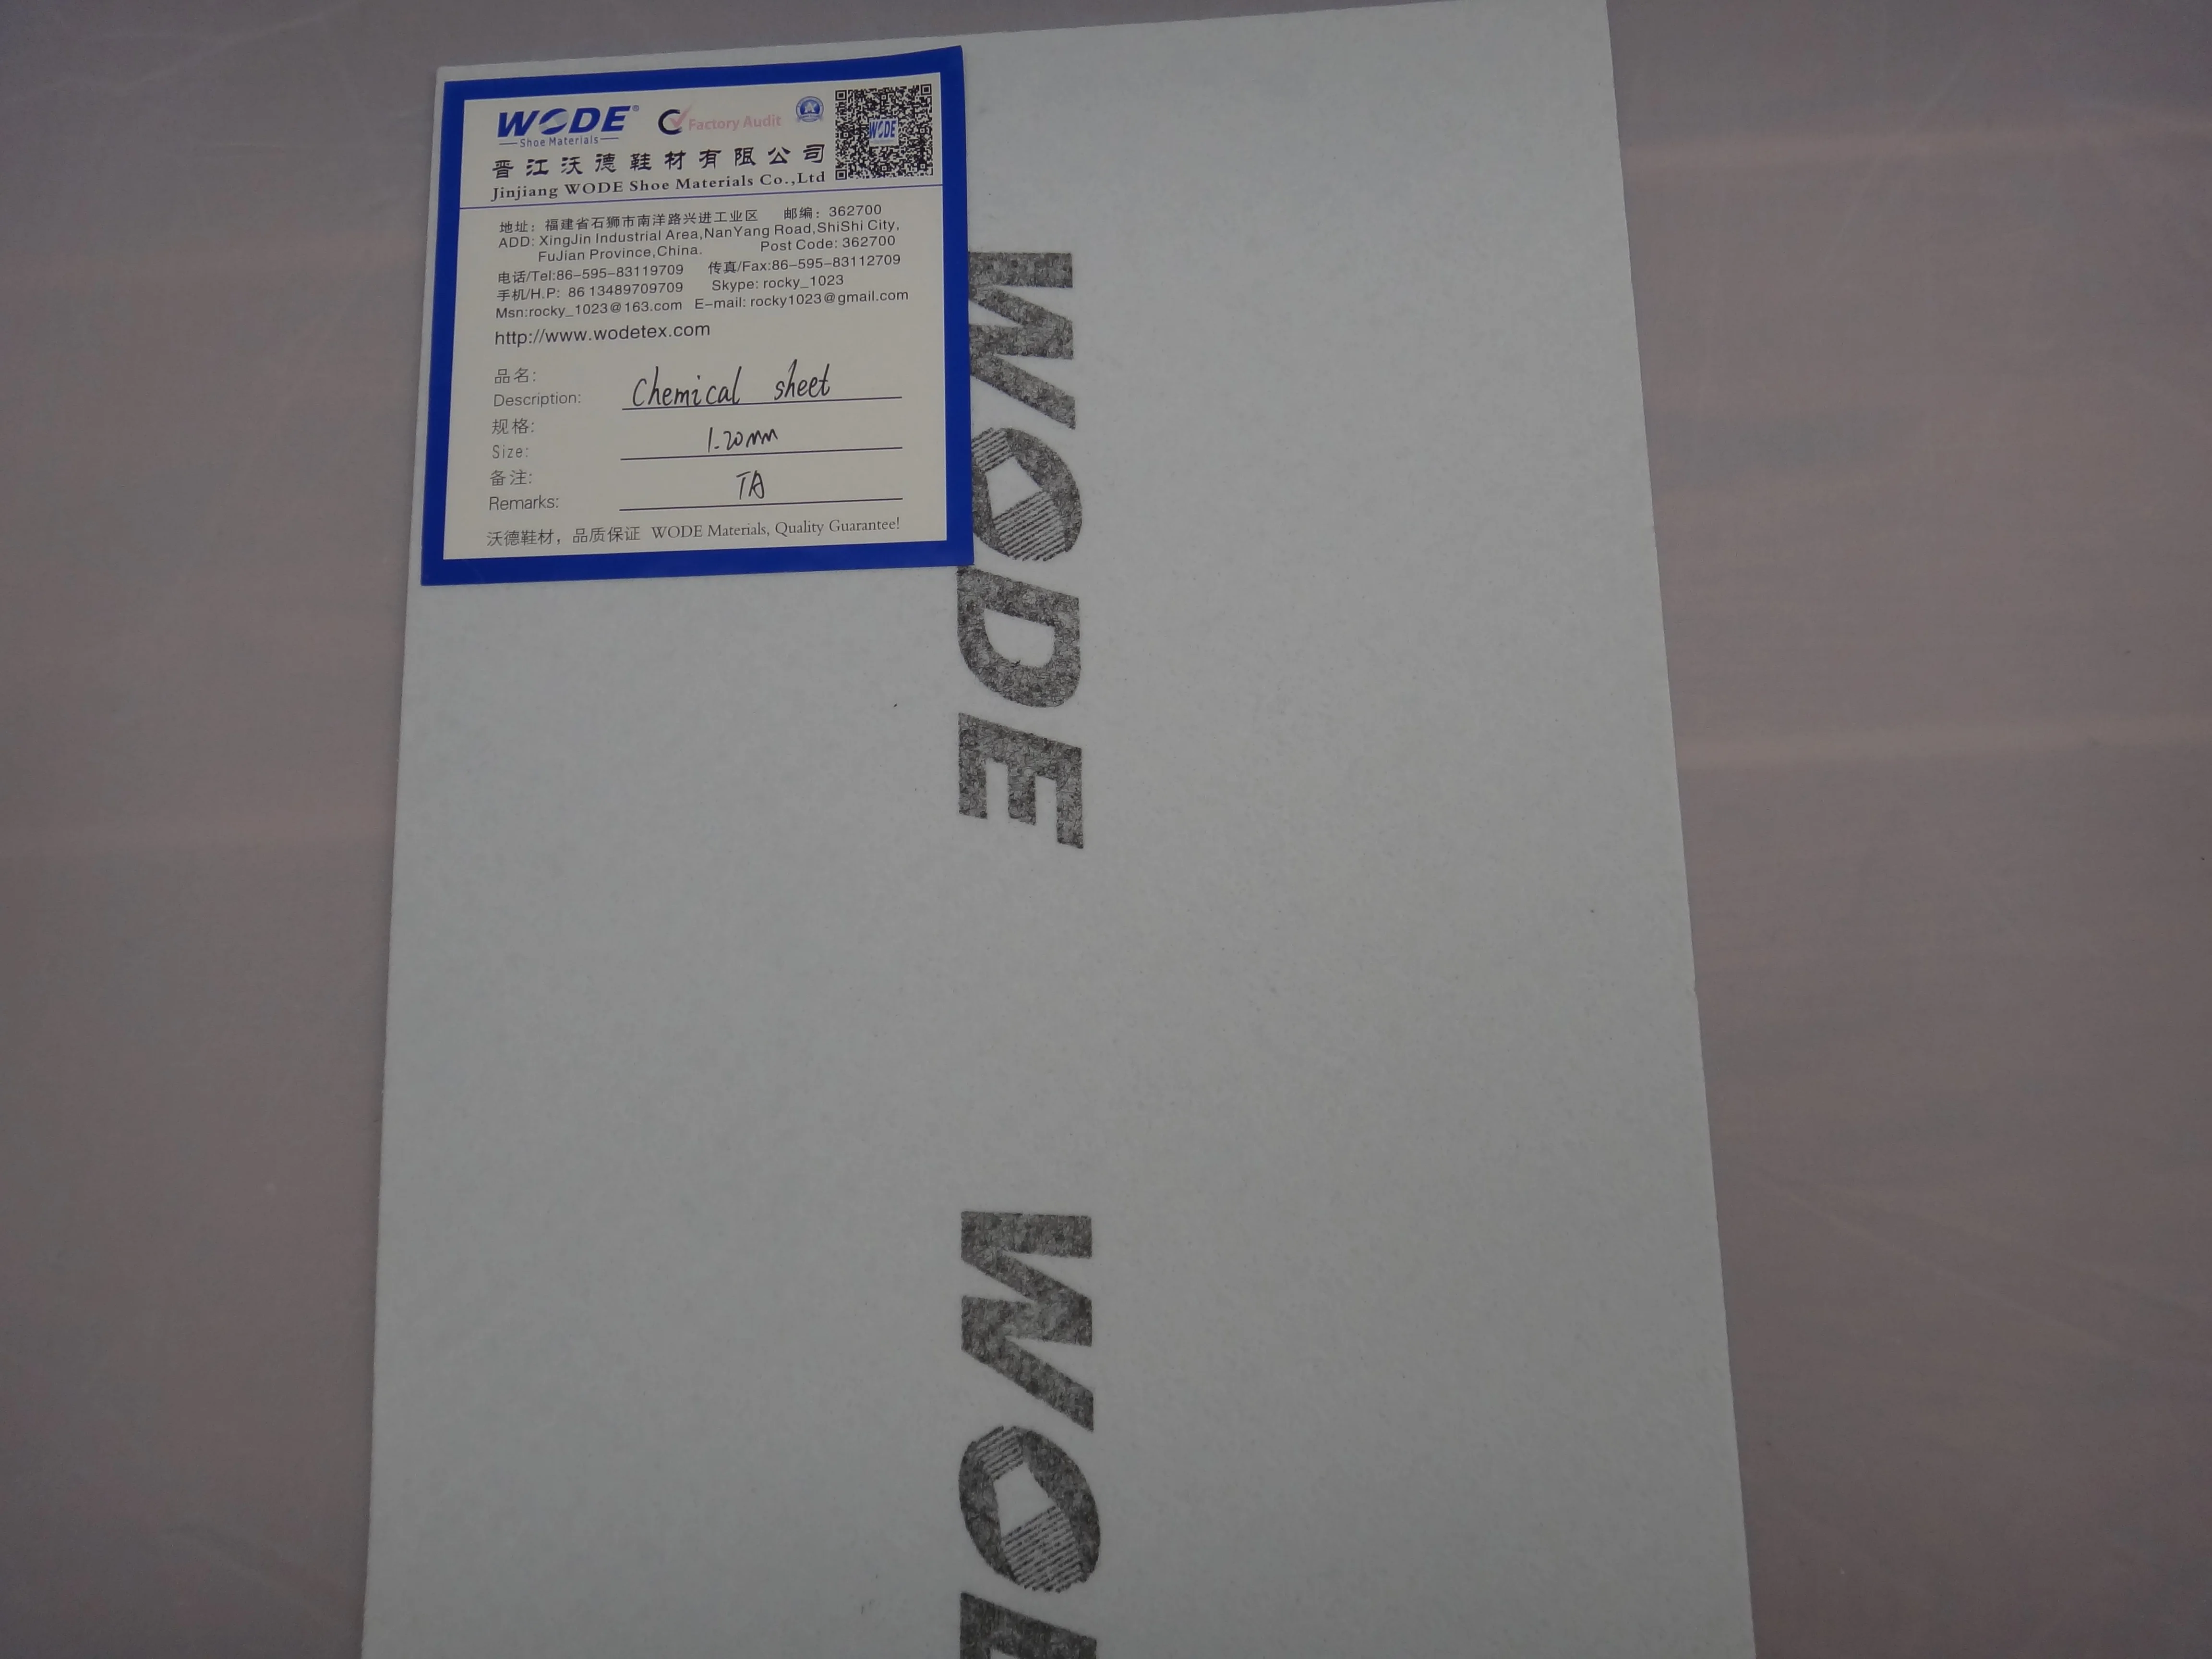 WODE®
Shoe Materials
Factory Audit
WODE
晋江沃德鞋材有限公司
Jinjiang WODE Shoe Materials Co.,Ltd
地址：福建省石狮市南洋路兴进工业区 邮编：362700
ADD: XingJin Industrial Area,NanYang Road,ShiShi City,
FuJian Province,China. Post Code: 362700
电话/Tel:86-595-83119709 传真/Fax:86-595-83112709
手机/H.P: 86 13489709709 Skype: rocky_1023
Msn:rocky_1023@163.com E-mail: rocky1023@gmail.com
http://www.wodetex.com
品名:
Description: Chemical sheet
规格:
Size: 1.20mm
备注:
Remarks: TA
沃德鞋材，品质保证 WODE Materials, Quality Guarantee!
WODE
WOD